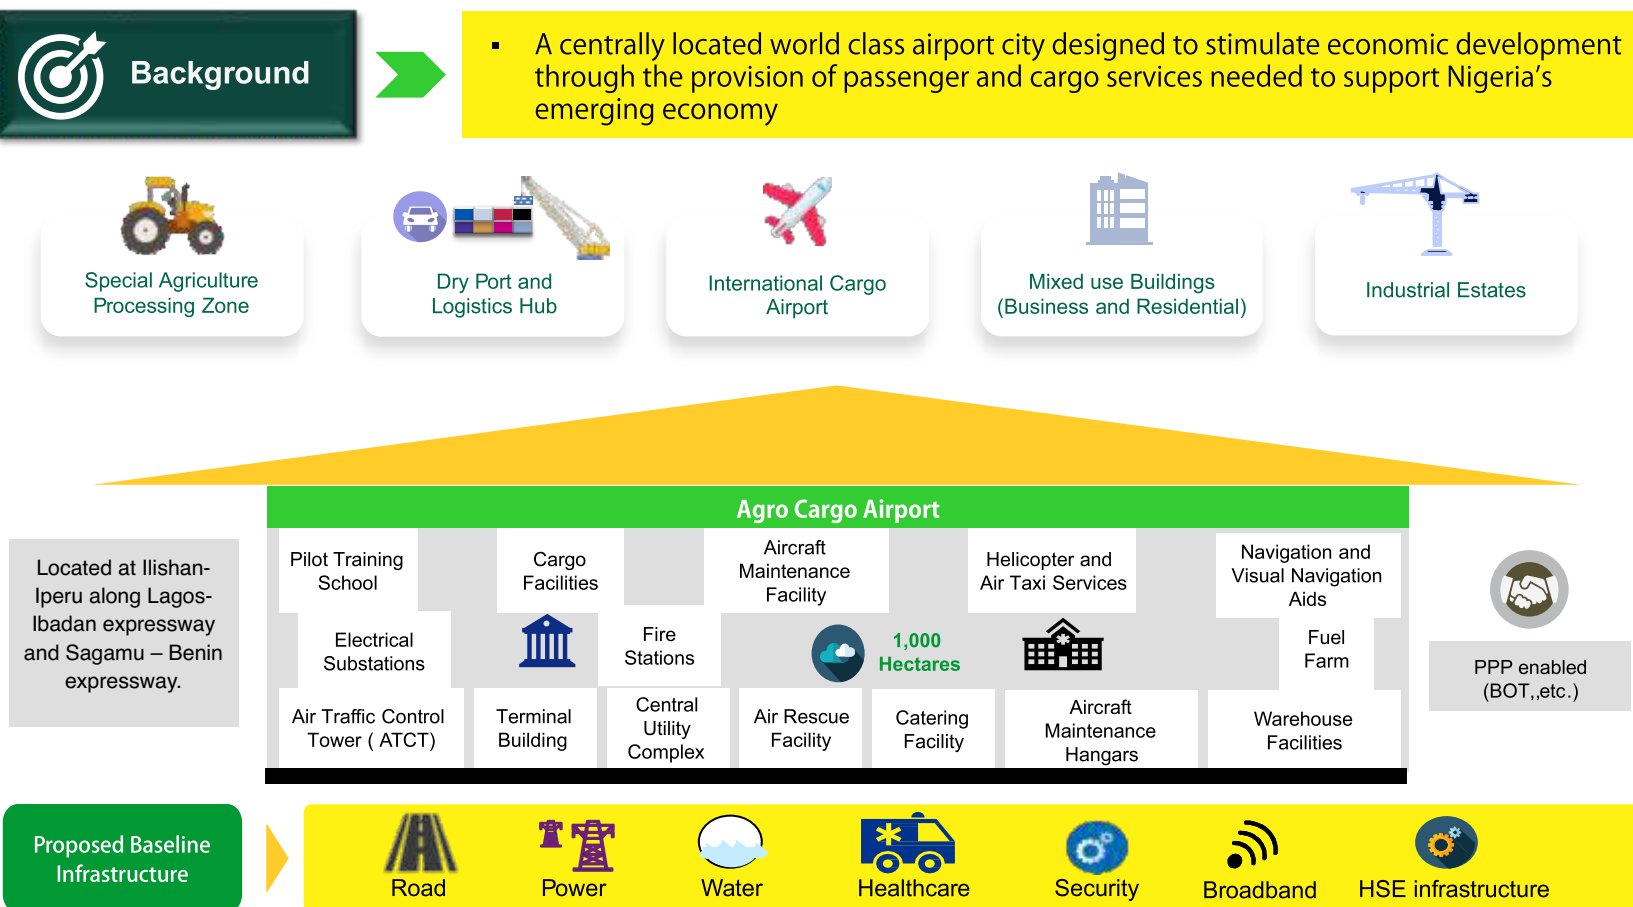 Background
▪ A centrally located world class airport city designed to stimulate economic development
through the provision of passenger and cargo services needed to support Nigeria’s
emerging economy
Special Agriculture
Processing Zone
Dry Port and
Logistics Hub
International Cargo
Airport
Mixed use Buildings
(Business and Residential)
Industrial Estates
Agro Cargo Airport
Located at Ilishan-
Iperu along Lagos-
Ibadan expressway
and Sagamu – Benin
expressway.
Pilot Training
School
Cargo
Facilities
Aircraft
Maintenance
Facility
Helicopter and
Air Taxi Services
Navigation and
Visual Navigation
Aids
Electrical
Substations
Fire
Stations
1,000
Hectares
Fuel
Farm
Air Traffic Control
Tower ( ATCT)
Terminal
Building
Central
Utility
Complex
Air Rescue
Facility
Catering
Facility
Aircraft
Maintenance
Hangars
Warehouse
Facilities
PPP enabled
(BOT,,etc.)
Proposed Baseline
Infrastructure
Road
Power
Water
Healthcare
Security
Broadband
HSE infrastructure